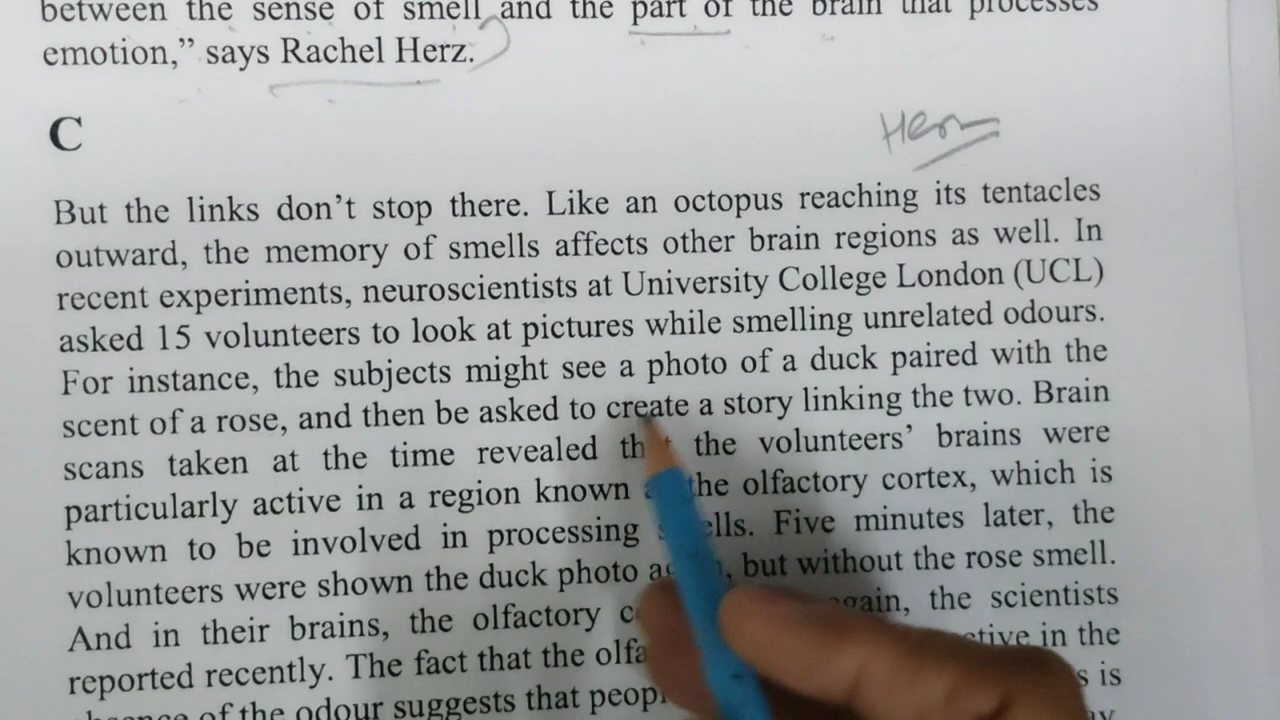 between the sense of smell and the part of the brain that processes
emotion,” says Rachel Herz.
C
Herz
But the links don’t stop there. Like an octopus reaching its tentacles
outward, the memory of smells affects other brain regions as well. In
recent experiments, neuroscientists at University College London (UCL)
asked 15 volunteers to look at pictures while smelling unrelated odours.
For instance, the subjects might see a photo of a duck paired with the
scent of a rose, and then be asked to create a story linking the two. Brain
scans taken at the time revealed the volunteers’ brains were
particularly active in a region known the olfactory cortex, which is
known to be involved in processing Five minutes later, the
volunteers were shown the duck photo but without the rose smell.
And in their brains, the olfactory the scientists
reported recently. The fact that the in the
of the odour suggests that is